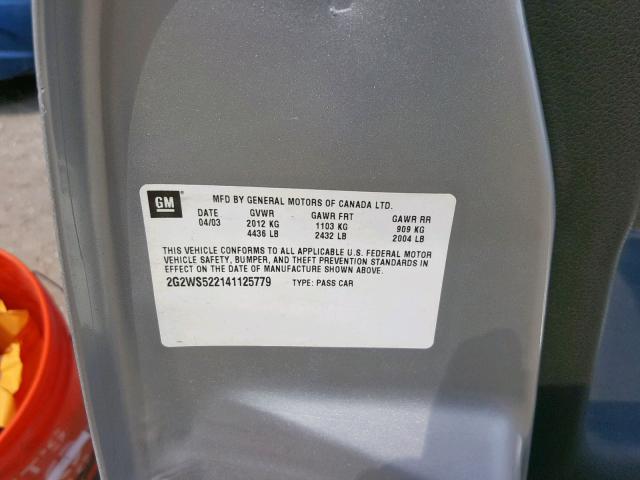 GM
MFD BY GENERAL MOTORS OF CANADA LTD.
DATE GVWR GAWR FRT GAWR RR
04/03 2012 KG 1103 KG 909 KG
4436 LB 2432 LB 2004 LB
THIS VEHICLE CONFORMS TO ALL APPLICABLE U.S. FEDERAL MOTOR
VEHICLE SAFETY, BUMPER, AND THEFT PREVENTION STANDARDS IN
EFFECT ON THE DATE OF MANUFACTURE SHOWN ABOVE.
2G2WS522141125779 TYPE: PASS CAR